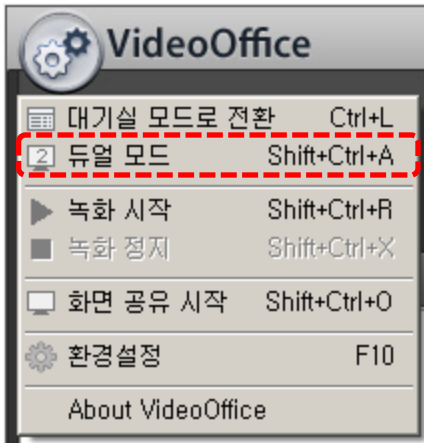 VideoOffice
대기실 모드로 전환 Ctrl+L
2 듀얼 모드 Shift+Ctrl+A
녹화 시작 Shift+Ctrl+R
녹화 정지 Shift+Ctrl+X
화면 공유 시작 Shift+Ctrl+O
환경설정 F10
About VideoOffice